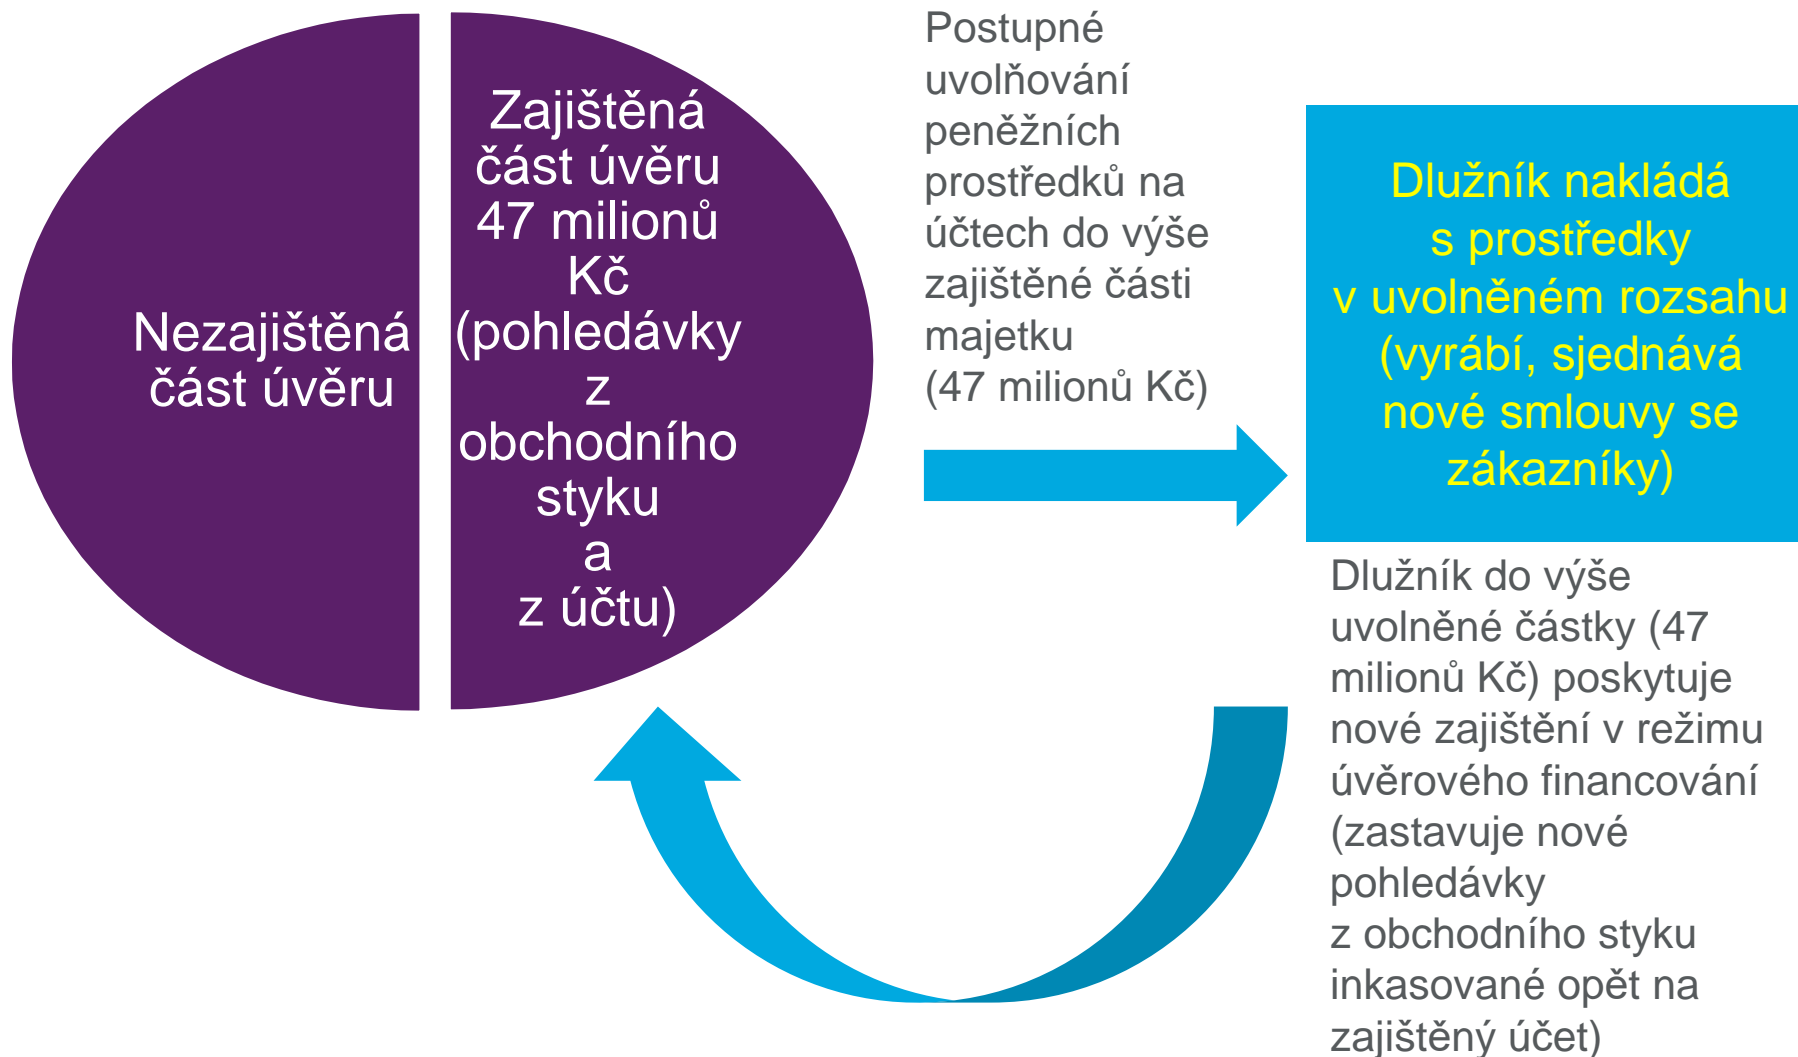 Nezajištěná
část úvěru
Zajištěná
část úvěru
47 milionů
Kč
(pohledávky
z
obchodního
styku
a
z účtu)
Postupné
uvolňování
peněžních
prostředků na
účtech do výše
zajištěné části
majetku
(47 milionů Kč)
Dlužník nakládá
s prostředky
v uvolněném rozsahu
(vyrábí, sjednává
nové smlouvy se
zákazníky)
Dlužník do výše
uvolněné částky (47
milionů Kč) poskytuje
nové zajištění v režimu
úvěrového financování
(zastavuje nové
pohledávky
z obchodního styku
inkasované opět na
zajištěný účet)